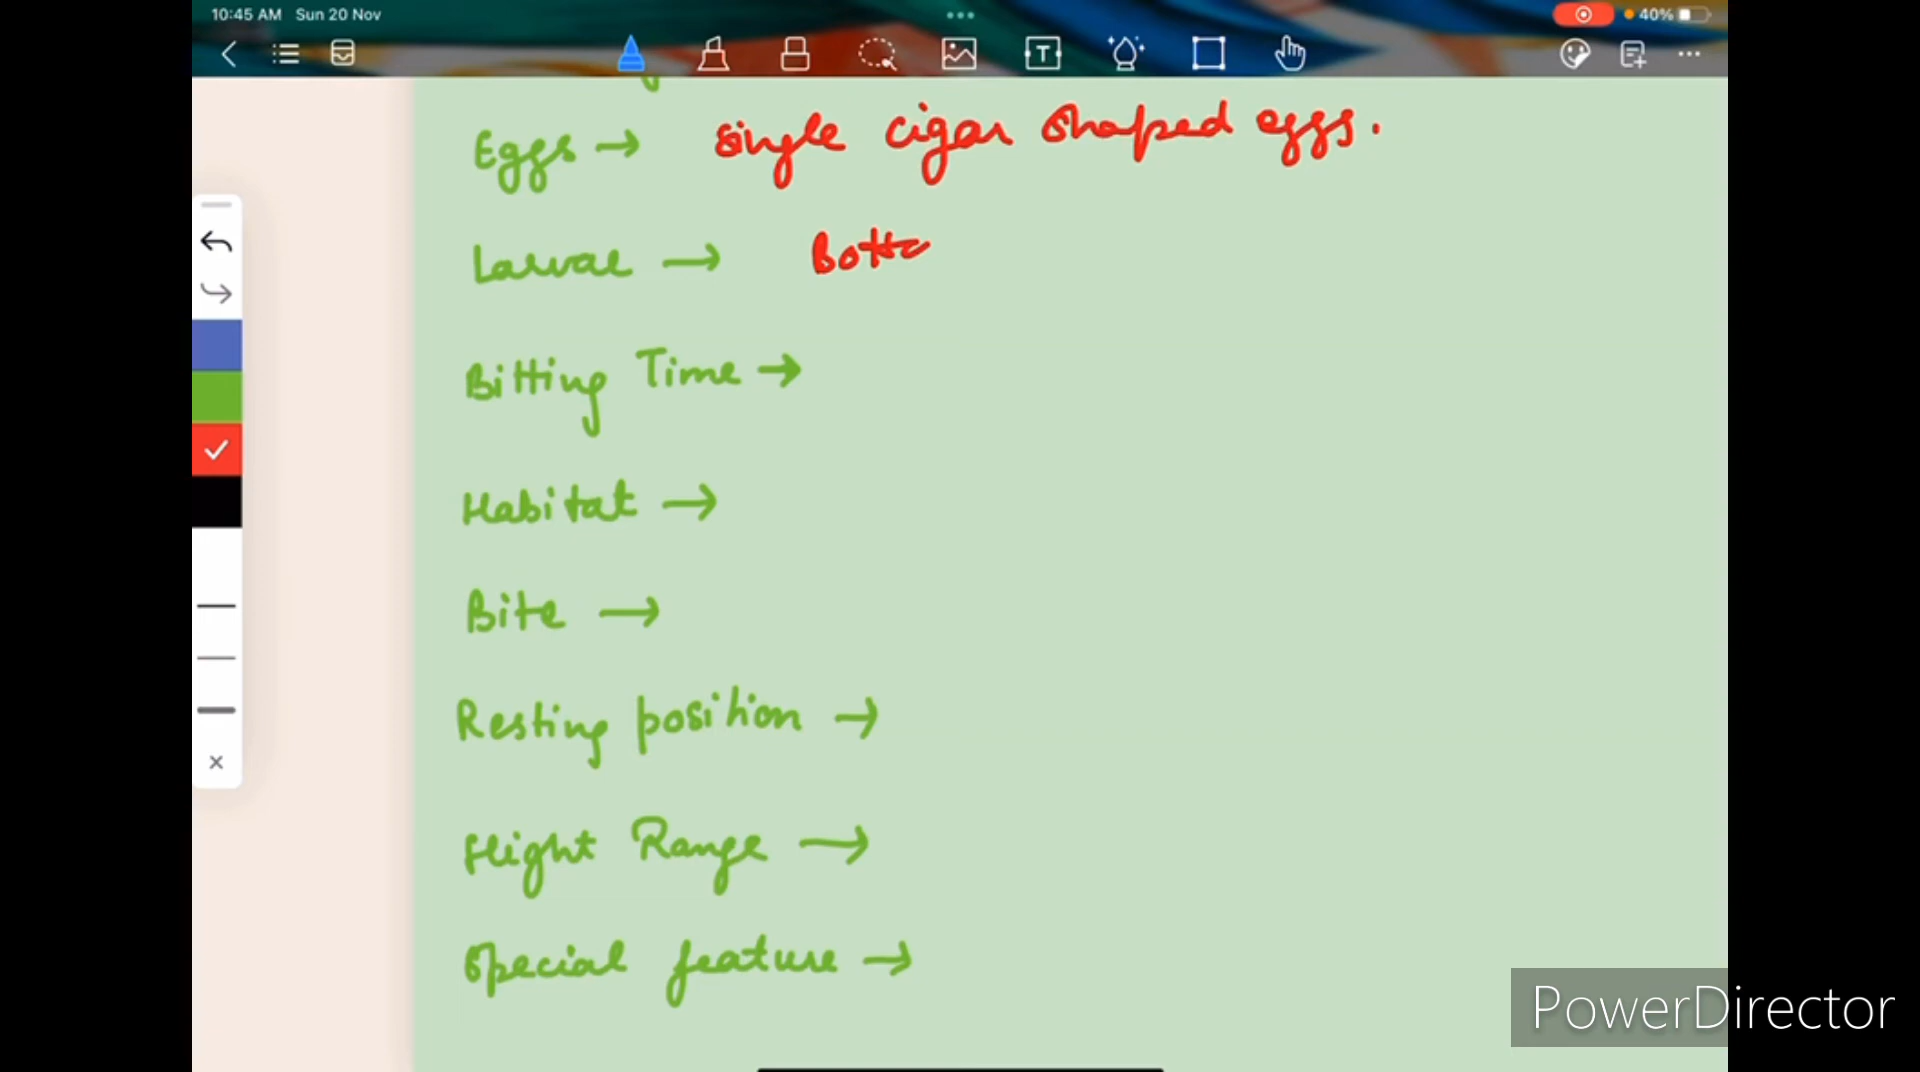 10:45 AM Sun 20 Nov
40%
Eggs → single cigar shaped eggs.
Larvae → Botto
Bitting Time →
Habitat →
Bite →
Resting position →
Flight Range →
Special feature →
PowerDirector